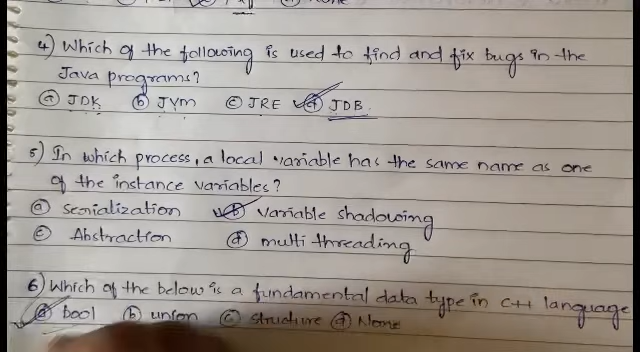 4) Which of the following is used to find and fix bugs in the
Java programs?
a JDK b JVM c JRE d JDB
5) In which process, a local variable has the same name as one
of the instance variables?
a serialization b variable shadowing
c Abstraction d multi threading
6) Which of the below is a fundamental data type in C++ language
a bool b union c structure d None